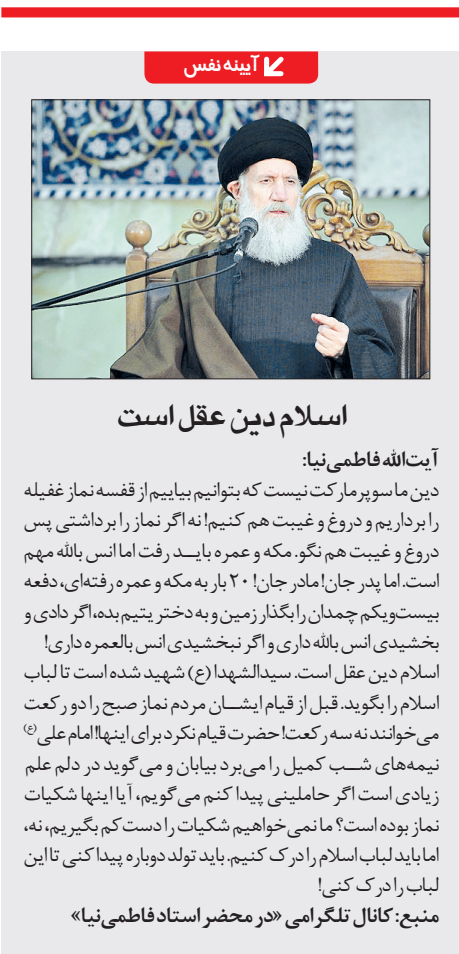 آیینه نفس
اسلام دین عقل است
آیت‌الله فاطمی‌نیا:
دین ما سوپر مارکت نیست که بتوانیم بیاییم از قفسه نماز غفیله
را برداریم و دروغ و غیبت هم کنیم! نه اگر نماز را برداشتی پس
دروغ و غیبت هم نگو. مکه و عمره بایــد رفت اما انس بالله مهم
است. اما پدر جان! مادر جان! ۲۰ بار به مکه و عمره رفته‌ای، دفعه
بیست‌ویکم چمدان را بگذار زمین و به دختر یتیم بده، اگر دادی و
بخشیدی انس بالله داری و اگر نبخشیدی انس بالعمره داری!
اسلام دین عقل است. سیدالشهدا (ع) شهید شده است تا لباب
اسلام را بگوید. قبل از قیام ایشــان مردم نماز صبح را دو رکعت
می‌خوانند نه سه رکعت! حضرت قیام نکرد برای اینها! امام علی(ع)
نیمه‌های شــب کمیل را می‌برد بیابان و می‌گوید در دلم علم
زیادی است اگر حاملینی پیدا کنم می‌گویم، آیا اینها شکیات
نماز بوده است؟ ما نمی‌خواهیم شکیات را دست کم بگیریم، نه،
اما باید لباب اسلام را درک کنیم. باید تولد دوباره پیدا کنی تا این
لباب را درک کنی!
منبع: کانال تلگرامی «در محضر استاد فاطمی‌نیا»